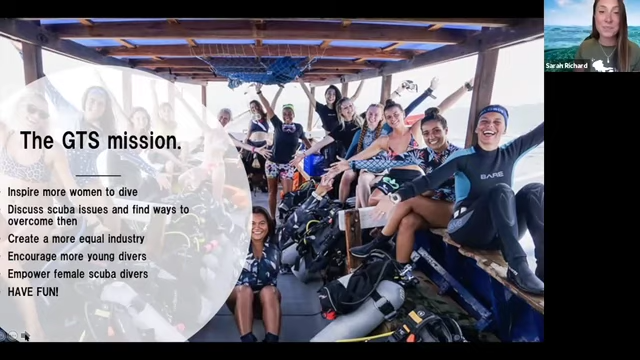 Sarah Richard
The GTS mission.
Inspire more women to dive
Discuss scuba issues and find ways to
overcome then
Create a more equal industry
Encourage more young divers
Empower female scuba divers
HAVE FUN!
BARE